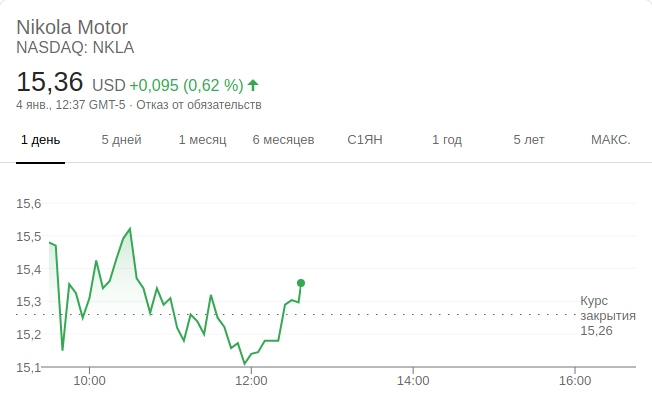 Nikola Motor
NASDAQ: NKLA
15,36 USD +0,095 (0,62 %)
4 янв., 12:37 GMT-5 · Отказ от обязательств
1 день 5 дней 1 месяц 6 месяцев С1ЯН 1 год 5 лет МАКС.
15,6
15,5
15,4
15,3
15,2
15,1
Курс
закрытия
15,26
10:00 12:00 14:00 16:00